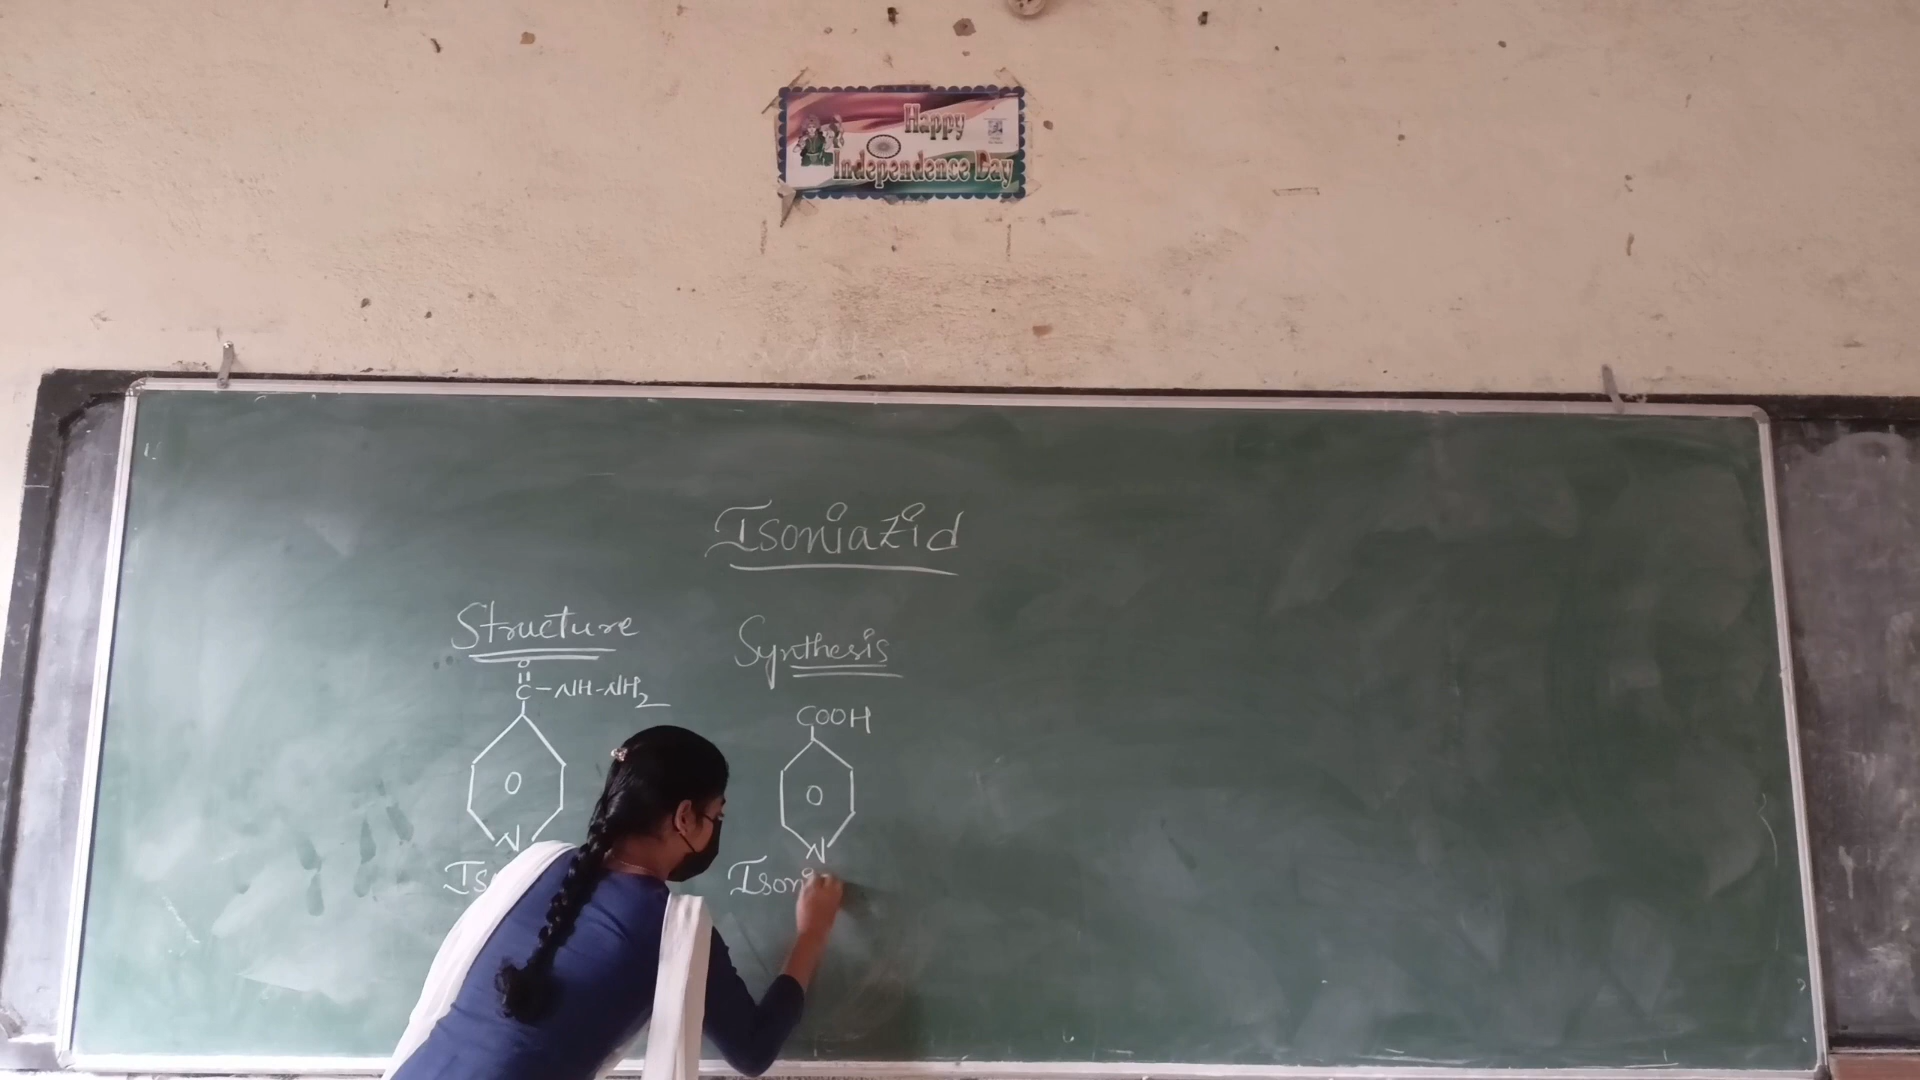 Happy
Independence Day
Isoniazid
Structure
O
C-NH-NH2
O
N
Synthesis
COOH
O
N